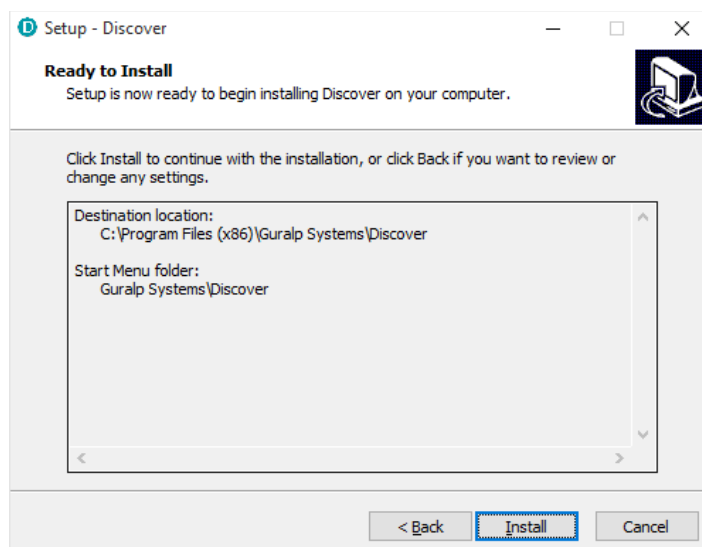 Setup - Discover
Ready to Install
Setup is now ready to begin installing Discover on your computer.
Click Install to continue with the installation, or click Back if you want to review or
change any settings.
Destination location:
C:\Program Files (x86)\Guralp Systems\Discover
Start Menu folder:
Guralp Systems\Discover
< Back
Install
Cancel